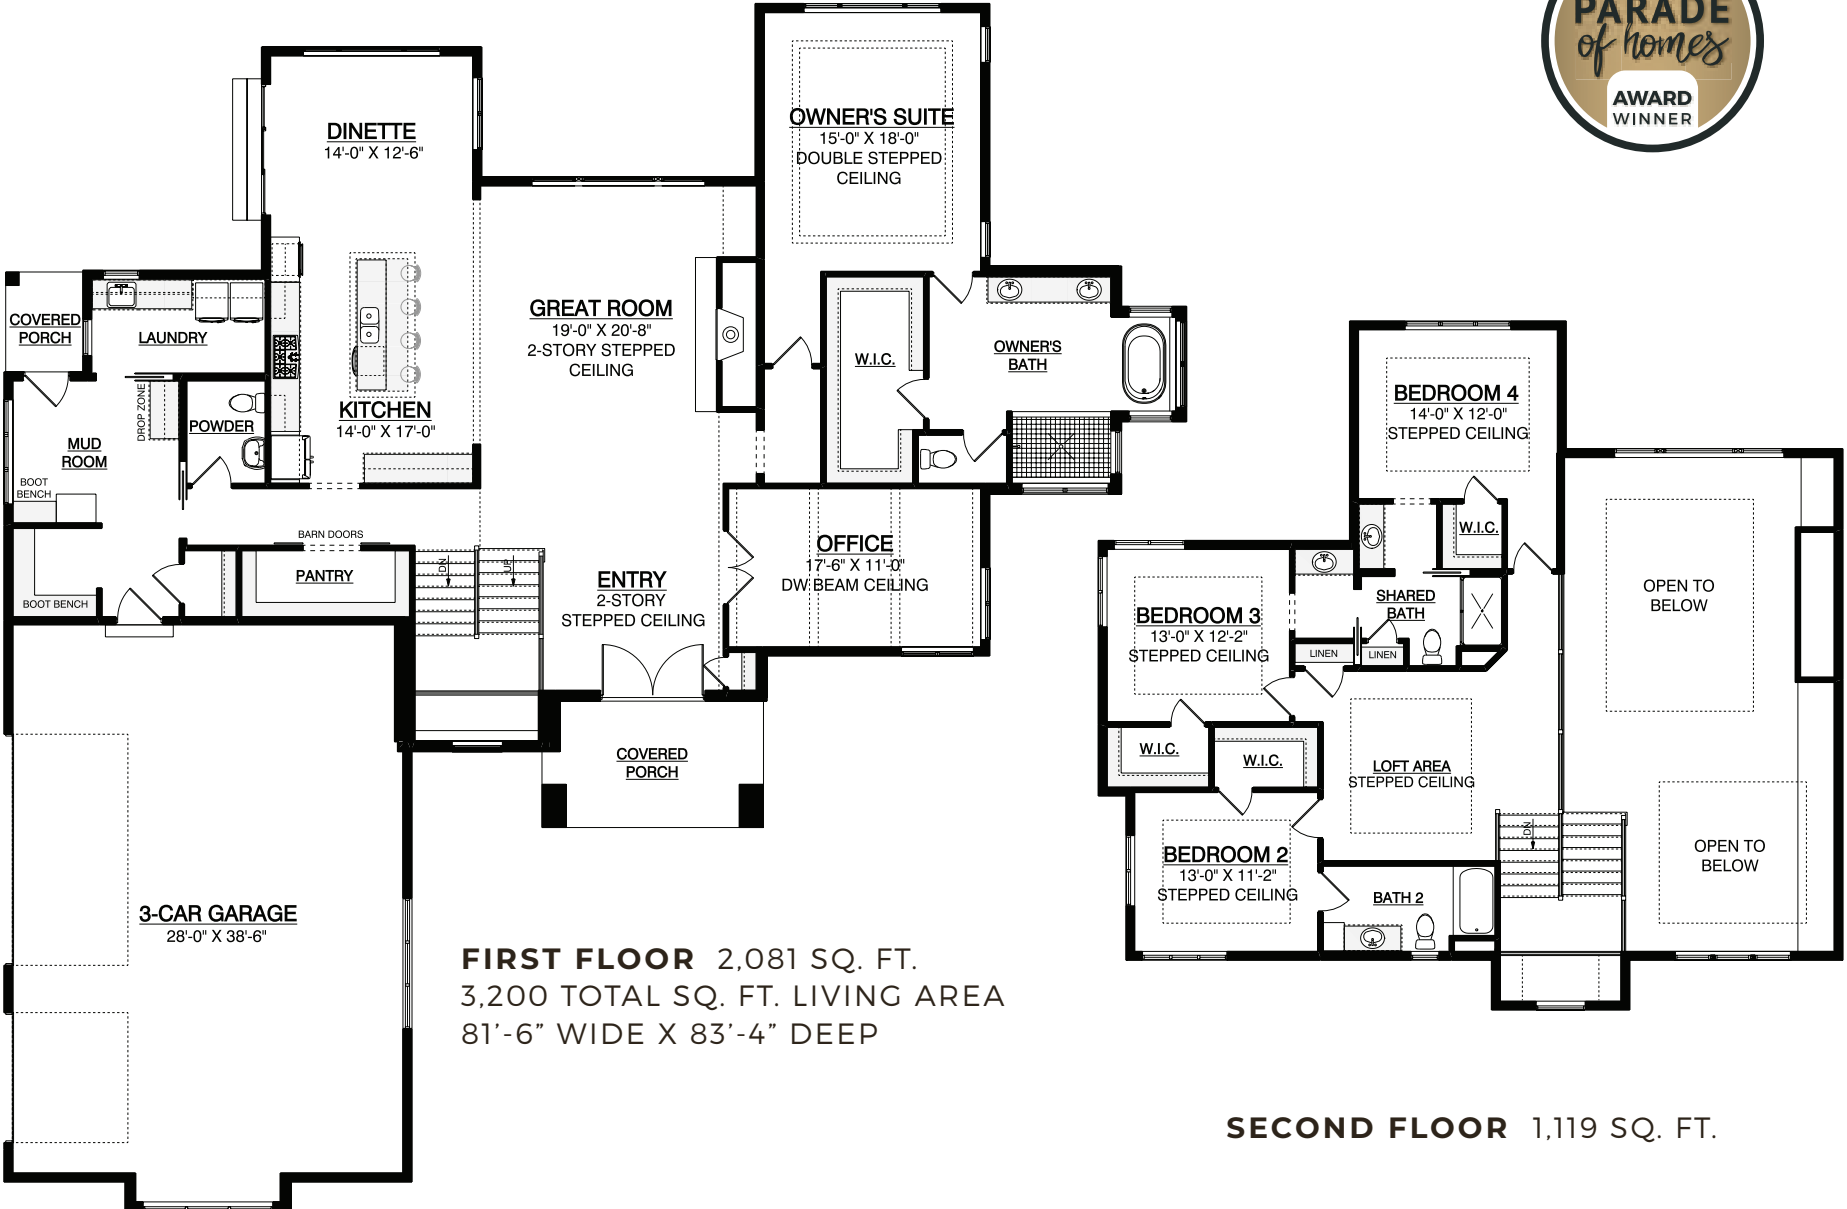 PARADE
of homes
AWARD
WINNER
OWNER'S SUITE
15'-0" X 18'-0"
DOUBLE STEPPED
CEILING
DINETTE
14'-0" X 12'-6"
COVERED
PORCH
LAUNDRY
GREAT ROOM
19'-0" X 20'-8"
2-STORY STEPPED
CEILING
KITCHEN
14'-0" X 17'-0"
DROP ZONE
POWDER
MUD
ROOM
BOOT
BENCH
BOOT BENCH
BARN DOORS
PANTRY
DN
UP
W.I.C.
OWNER'S
BATH
OFFICE
17'-6" X 11'-0"
DW BEAM CEILING
ENTRY
2-STORY
STEPPED CEILING
COVERED
PORCH
3-CAR GARAGE
28'-0" X 38'-6"
FIRST FLOOR 2,081 SQ. FT.
3,200 TOTAL SQ. FT. LIVING AREA
81'-6” WIDE X 83'-4” DEEP
BEDROOM 4
14'-0" X 12'-0"
STEPPED CEILING
W.I.C.
BEDROOM 3
13'-0" X 12'-2"
STEPPED CEILING
SHARED
BATH
LINEN
LINEN
OPEN TO
BELOW
W.I.C.
W.I.C.
LOFT AREA
STEPPED CEILING
DN
BEDROOM 2
13'-0" X 11'-2"
STEPPED CEILING
BATH 2
OPEN TO
BELOW
SECOND FLOOR 1,119 SQ. FT.